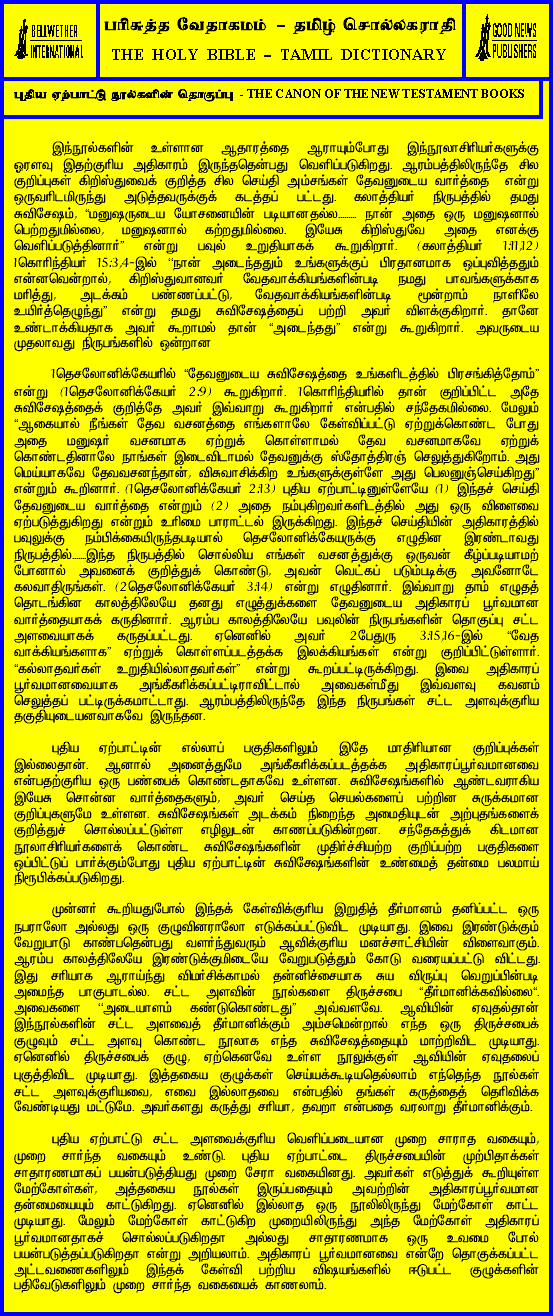 BELLWETHER
INTERNATIONAL
பரிசுத்த வேதாகமம் – தமிழ் சொல்லகராதி
THE HOLY BIBLE – TAMIL DICTIONARY
GOOD NEWS
PUBLISHERS
புதிய ஏற்பாட்டு நூல்களின் தொகுப்பு - THE CANON OF THE NEW TESTAMENT BOOKS
இந்நூல்களின் உள்ளான ஆதாரத்தை ஆராயும்போது இந்நூலாசிரியர்களுக்கு
ஓரளவு இதற்குரிய அதிகாரம் இருந்ததென்பது வெளிப்படுகிறது. ஆரம்பத்திலிருந்தே சில
குறிப்புகள் கிறிஸ்துவைக் குறித்த சில செய்தி அம்சங்கள் தேவனுடைய வார்த்தை என்று
ஒருவரிடமிருந்து அடுத்தவருக்குக் கடத்தப் பட்டது. கலாத்தியர் நிருபத்தில் தமது
சுவிசேஷம், “மனுஷருடைய யோசனையின் படியானதல்ல......... நான் அதை ஒரு மனுஷனால்
பெற்றதுமில்லை, மனுஷனால் கற்றதுமில்லை. இயேசு கிறிஸ்துவே அதை எனக்கு
வெளிப்படுத்தினார்” என்று பவுல் உறுதியாகக் கூறுகிறார். (கலாத்தியர் 1:11,12)
1கொரிந்தியர் 15:3,4-இல் “நான் அடைந்ததும் உங்களுக்குப் பிரதானமாக ஒப்புவித்ததும்
என்னவென்றால், கிறிஸ்துவானவர் வேதவாக்கியங்களின்படி நமது பாவங்களுக்காக
மரித்து, அடக்கம் பண்ணப்பட்டு, வேதவாக்கியங்களின்படி மூன்றாம் நாளிலே
உயிர்த்தெழுந்து” என்று தமது சுவிசேஷத்தைப் பற்றி அவர் விளக்குகிறார். தானே
உண்டாக்கியதாக அவர் கூறாமல் தான் “அடைந்தது” என்று கூறுகிறார். அவருடைய
முதலாவது நிருபங்களில் ஒன்றான
1தெசலோனிக்கேயரில் “தேவனுடைய சுவிசேஷத்தை உங்களிடத்தில் பிரசங்கித்தோம்”
என்று (1தெசலோனிக்கேயர் 2:9) கூறுகிறார். 1கொரிந்தியரில் தான் குறிப்பிட்ட அதே
சுவிசேஷத்தைக் குறித்தே அவர் இவ்வாறு கூறுகிறார் என்பதில் சந்தேகமில்லை. மேலும்
“ஆகையால் நீங்கள் தேவ வசனத்தை எங்களாலே கேள்விப்பட்டு ஏற்றுக்கொண்ட போது
அதை மனுஷர் வசனமாக ஏற்றுக் கொள்ளாமல் தேவ வசனமாகவே ஏற்றுக்
கொண்டதினாலே நாங்கள் இடைவிடாமல் தேவனுக்கு ஸ்தோத்திரஞ் செலுத்துகிறோம். அது
மெய்யாகவே தேவவசனந்தான், விசுவாசிக்கிற உங்களுக்குள்ளே அது பெலனுஞ்செய்கிறது”
என்றும் கூறினார். (1தெசலோனிக்கேயர் 2:13) புதிய ஏற்பாட்டினுள்ளேயே (1) இந்தச் செய்தி
தேவனுடைய வார்த்தை என்றும் (2) அதை நம்புகிறவர்களிடத்தில் அது ஒரு விளைவை
ஏற்படுத்துகிறது என்றும் உரிமை பாராட்டல் இருக்கிறது. இந்தச் செய்தியின் அதிகாரத்தில்
பவுலுக்கு நம்பிக்கையிருந்தபடியால் தெசலோனிக்கேயருக்கு எழுதின இரண்டாவது
நிருபத்தில்.......இந்த நிருபத்தில் சொல்லிய எங்கள் வசனத்துக்கு ஒருவன் கீழ்ப்படியாமற்
போனால் அவனைக் குறித்துக் கொண்டு, அவன் வெட்கப் படும்படிக்கு அவனோடே
கலவாதிருங்கள். (2தெசலோனிக்கேயர் 3:14) என்று எழுதினார். இவ்வாறு தாம் எழுதத்
தொடங்கின காலத்திலேயே தனது எழுத்துக்களை தேவனுடைய அதிகாரப் பூர்வமான
வார்த்தையாகக் கருதினார். ஆரம்ப காலத்திலேயே பவுலின் நிருபங்களின் தொகுப்பு சட்ட
அளவையாகக் கருதப்பட்டது. ஏனெனில் அவர் 2பேதுரு 3:15,16-இல் “வேத
வாக்கியங்களாக” ஏற்றுக் கொள்ளப்படத்தக்க இலக்கியங்கள் என்று குறிப்பிட்டுள்ளார்.
“கல்லாதவர்கள் உறுதியில்லாதவர்கள்” என்று கூறப்பட்டிருக்கிறது. இவை அதிகாரப்
பூர்வமானவையாக அங்கீகரிக்கப்பட்டிராவிட்டால் அவைகள்மீது இவ்வளவு கவனம்
செலுத்தப் பட்டிருக்கமாட்டாது. ஆரம்பத்திலிருந்தே இந்த நிருபங்கள் சட்ட அளவுக்குரிய
தகுதியுடையனவாகவே இருந்தன.
புதிய ஏற்பாட்டின் எல்லாப் பகுதிகளிலும் இதே மாதிரியான குறிப்புக்கள்
இல்லைதான். ஆனால் அனைத்துமே அங்கீகரிக்கப்படத்தக்க அதிகாரப்பூர்வமானவை
என்பதற்குரிய ஒரு பண்பைக் கொண்டதாகவே உள்ளன. சுவிசேஷங்களில் ஆண்டவராகிய
இயேசு சொன்ன வார்த்தைகளும், அவர் செய்த செயல்களைப் பற்றின சுருக்கமான
குறிப்புகளுமே உள்ளன. சுவிசேஷங்கள் அடக்கம் நிறைந்த அமைதியுடன் அற்புதங்களைக்
குறித்துச் சொல்லப்பட்டுள்ள எழிலுடன் காணப்படுகின்றன. சந்தேகத்துக் கிடமான
நூலாசிரியர்களைக் கொண்ட சுவிசேஷங்களின் முதிர்ச்சியற்ற குறிப்பற்ற பகுதிகளை
ஒப்பிட்டுப் பார்க்கும்போது புதிய ஏற்பாட்டின் சுவிக்ஷேங்களின் உண்மைத் தன்மை பலமாய்
நிரூபிக்கப்படுகிறது.
முன்னர் கூறியதுபோல் இந்தக் கேள்விக்குரிய இறுதித் தீர்மானம் தனிப்பட்ட ஒரு
நபராலோ அல்லது ஒரு குழுவினராலோ எடுக்கப்பட்டுவிட முடியாது. இவை இரண்டுக்கும்
வேறுபாடு காண்பதென்பது வளர்ந்துவரும் ஆவிக்குரிய மனச்சாட்சியின் விளைவாகும்.
ஆரம்ப காலத்திலேயே இரண்டுக்குமிடையே வேறுபடுத்தும் கோடு வரையப்பட்டு விட்டது.
இது சரியாக ஆராய்ந்து விமர்சிக்காமல் தன்னிச்சையாக சுய விருப்பு வெறுப்பின்படி
அமைந்த பாகுபாடல்ல. சட்ட அளவின் நூல்களை திருச்சபை “தீர்மானிக்கவில்லை“.
அவைகளை “அடையாளம் கண்டுகொண்டது” அவ்வளவே. ஆவியின் ஏவுதல்தான்
இந்நூல்களின் சட்ட அளவைத் தீர்மானிக்கும் அம்சமென்றால் எந்த ஒரு திருச்சபைக்
குழுவும் சட்ட அளவு கொண்ட நூலாக எந்த சுவிசேஷத்தையும் மாற்றிவிட முடியாது.
ஏனெனில் திருச்சபைக் குழு, ஏற்கெனவே உள்ள நூலுக்குள் ஆவியின் ஏவுதலைப்
புகுத்திவிட முடியாது. இத்தகைய குழுக்கள் செய்யக்கூடியதெல்லாம் எந்தெந்த நூல்கள்
சட்ட அளவுக்குரியவை, எவை இல்லாதவை என்பதில் தங்கள் கருத்தைத் தெரிவிக்க
வேண்டியது மட்டுமே. அவர்களது கருத்து சரியா, தவறா என்பதை வரலாறு தீர்மானிக்கும்.
புதிய ஏற்பாட்டு சட்ட அளவைக்குரிய வெளிப்படையான முறை சாராத வகையும்,
முறை சார்ந்த வகையும் உண்டு. புதிய ஏற்பாட்டை திருச்சபையின் முற்பிதாக்கள்
சாதாரணமாகப் பயன்படுத்தியது முறை சேரா வகையினது. அவர்கள் எடுத்துக் கூறியுள்ள
மேற்கோள்கள், அத்தகைய நூல்கள் இருப்பதையும் அவற்றின் அதிகாரப்பூர்வமான
தன்மையையும் காட்டுகிறது. ஏனெனில் இல்லாத ஒரு நூலிலிருந்து மேற்கோள் காட்ட
முடியாது. மேலும் மேற்கோள் காட்டுகிற முறையிலிருந்து அந்த மேற்கோள் அதிகாரப்
பூர்வமானதாகச் சொல்லப்படுகிறதா அல்லது சாதாரணமாக ஒரு உவமை போல்
பயன்படுத்தப்படுகிறதா என்று அறியலாம். அதிகாரப் பூர்வமானவை என்றே தொகுக்கப்பட்ட
அட்டவணைகளிலும் இந்தக் கேள்வி பற்றிய விஷயங்களில் ஈடுபட்ட குழுக்களின்
பதிவேடுகளிலும் முறை சார்ந்த வகையைக் காணலாம்.